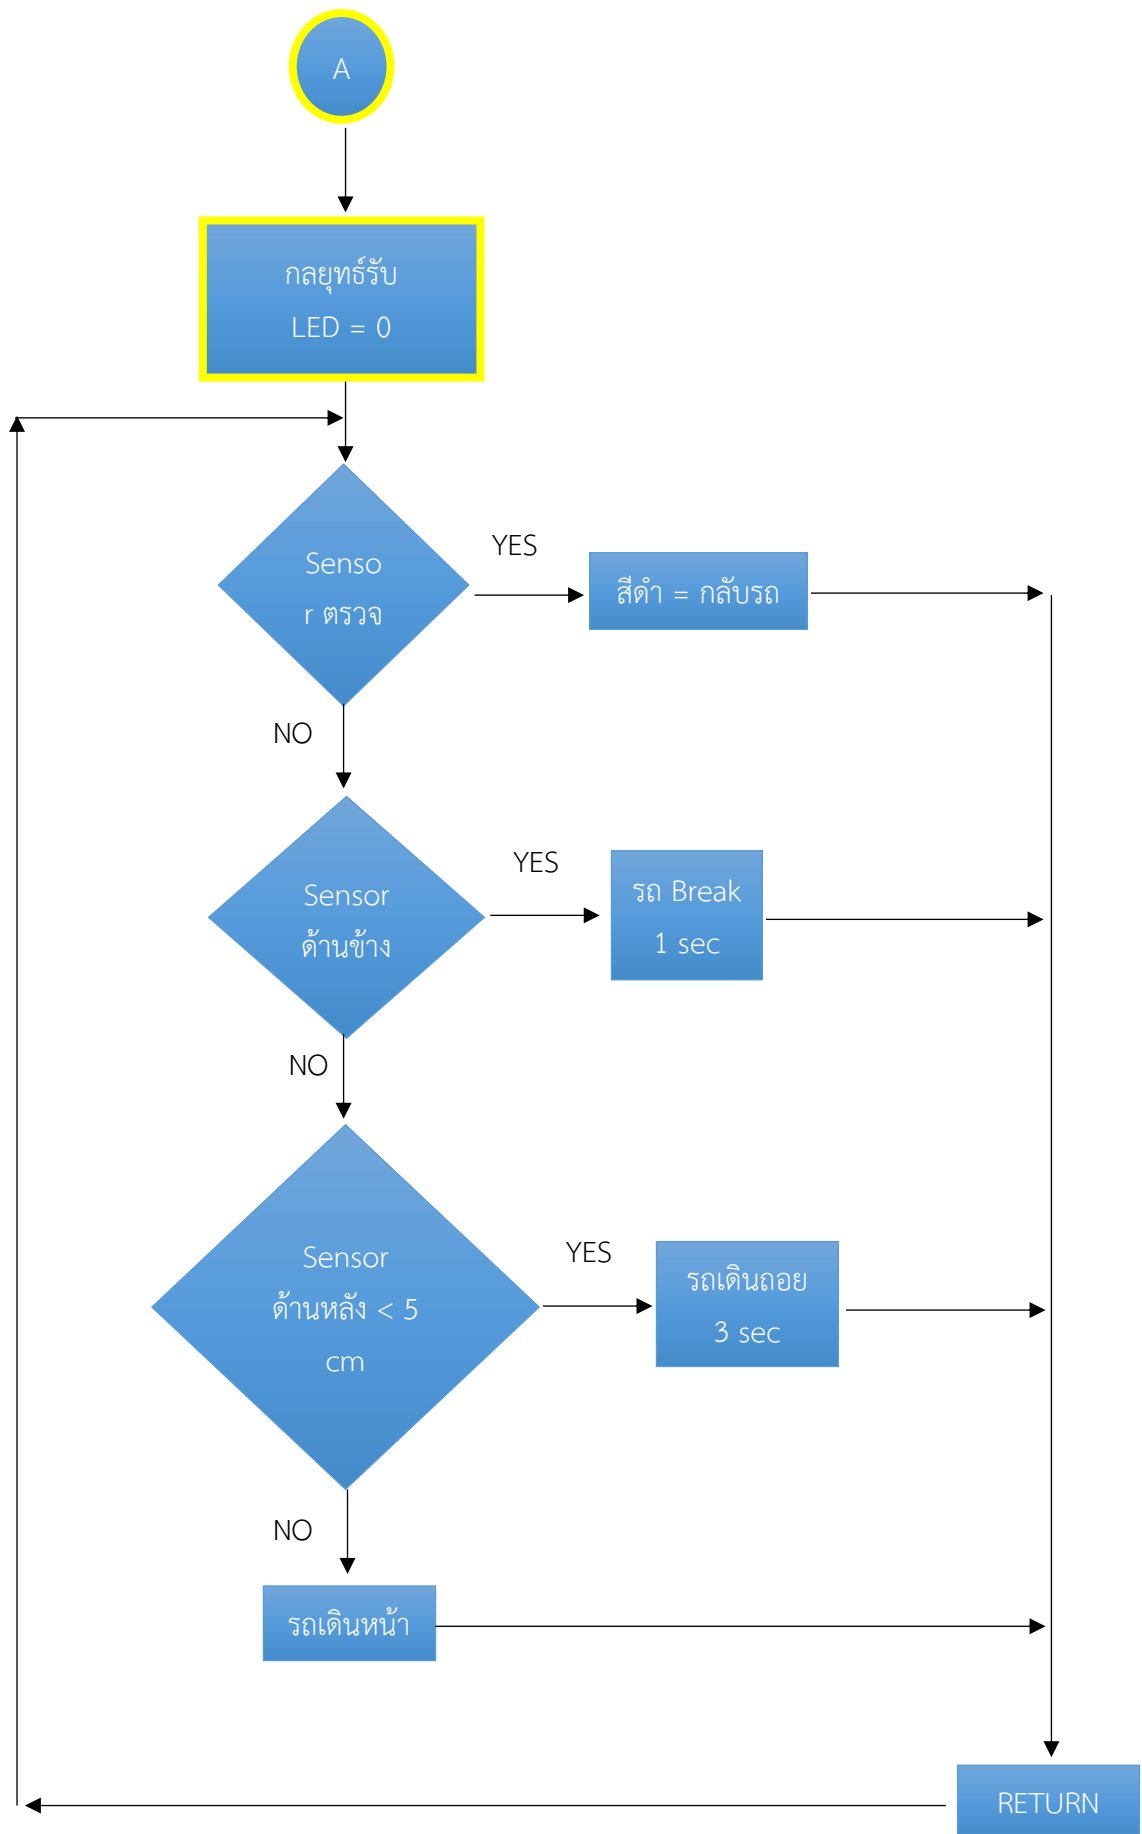 A
กลยุทธ์รับ
LED = 0
Senso
r ตรวจ
YES
สีดำ = กลับรถ
NO
Sensor
ด้านข้าง
YES
รถ Break
1 sec
NO
Sensor
ด้านหลัง < 5
cm
YES
รถเดินถอย
3 sec
NO
รถเดินหน้า
RETURN